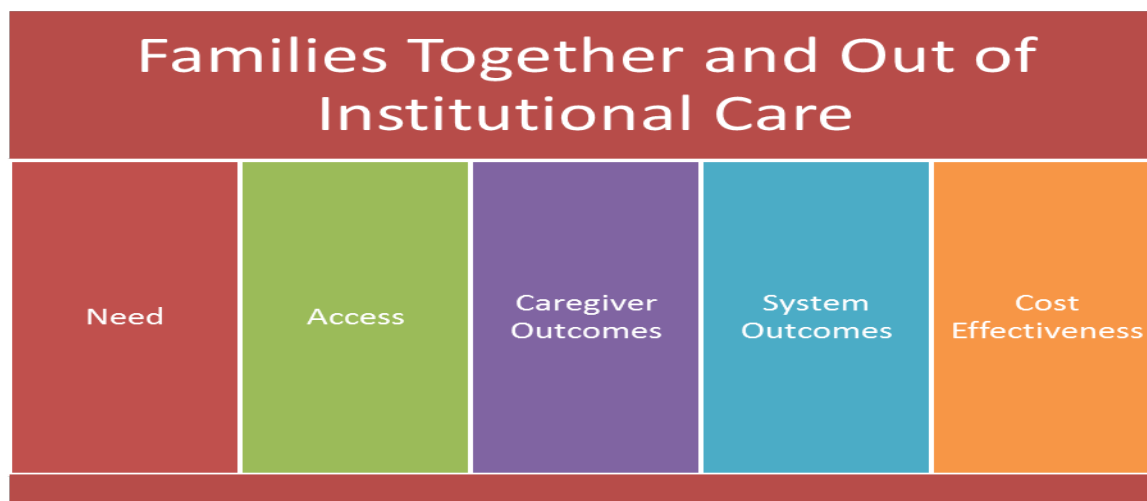 Families Together and Out of
Institutional Care
Need
Access
Caregiver
Outcomes
System
Outcomes
Cost
Effectiveness